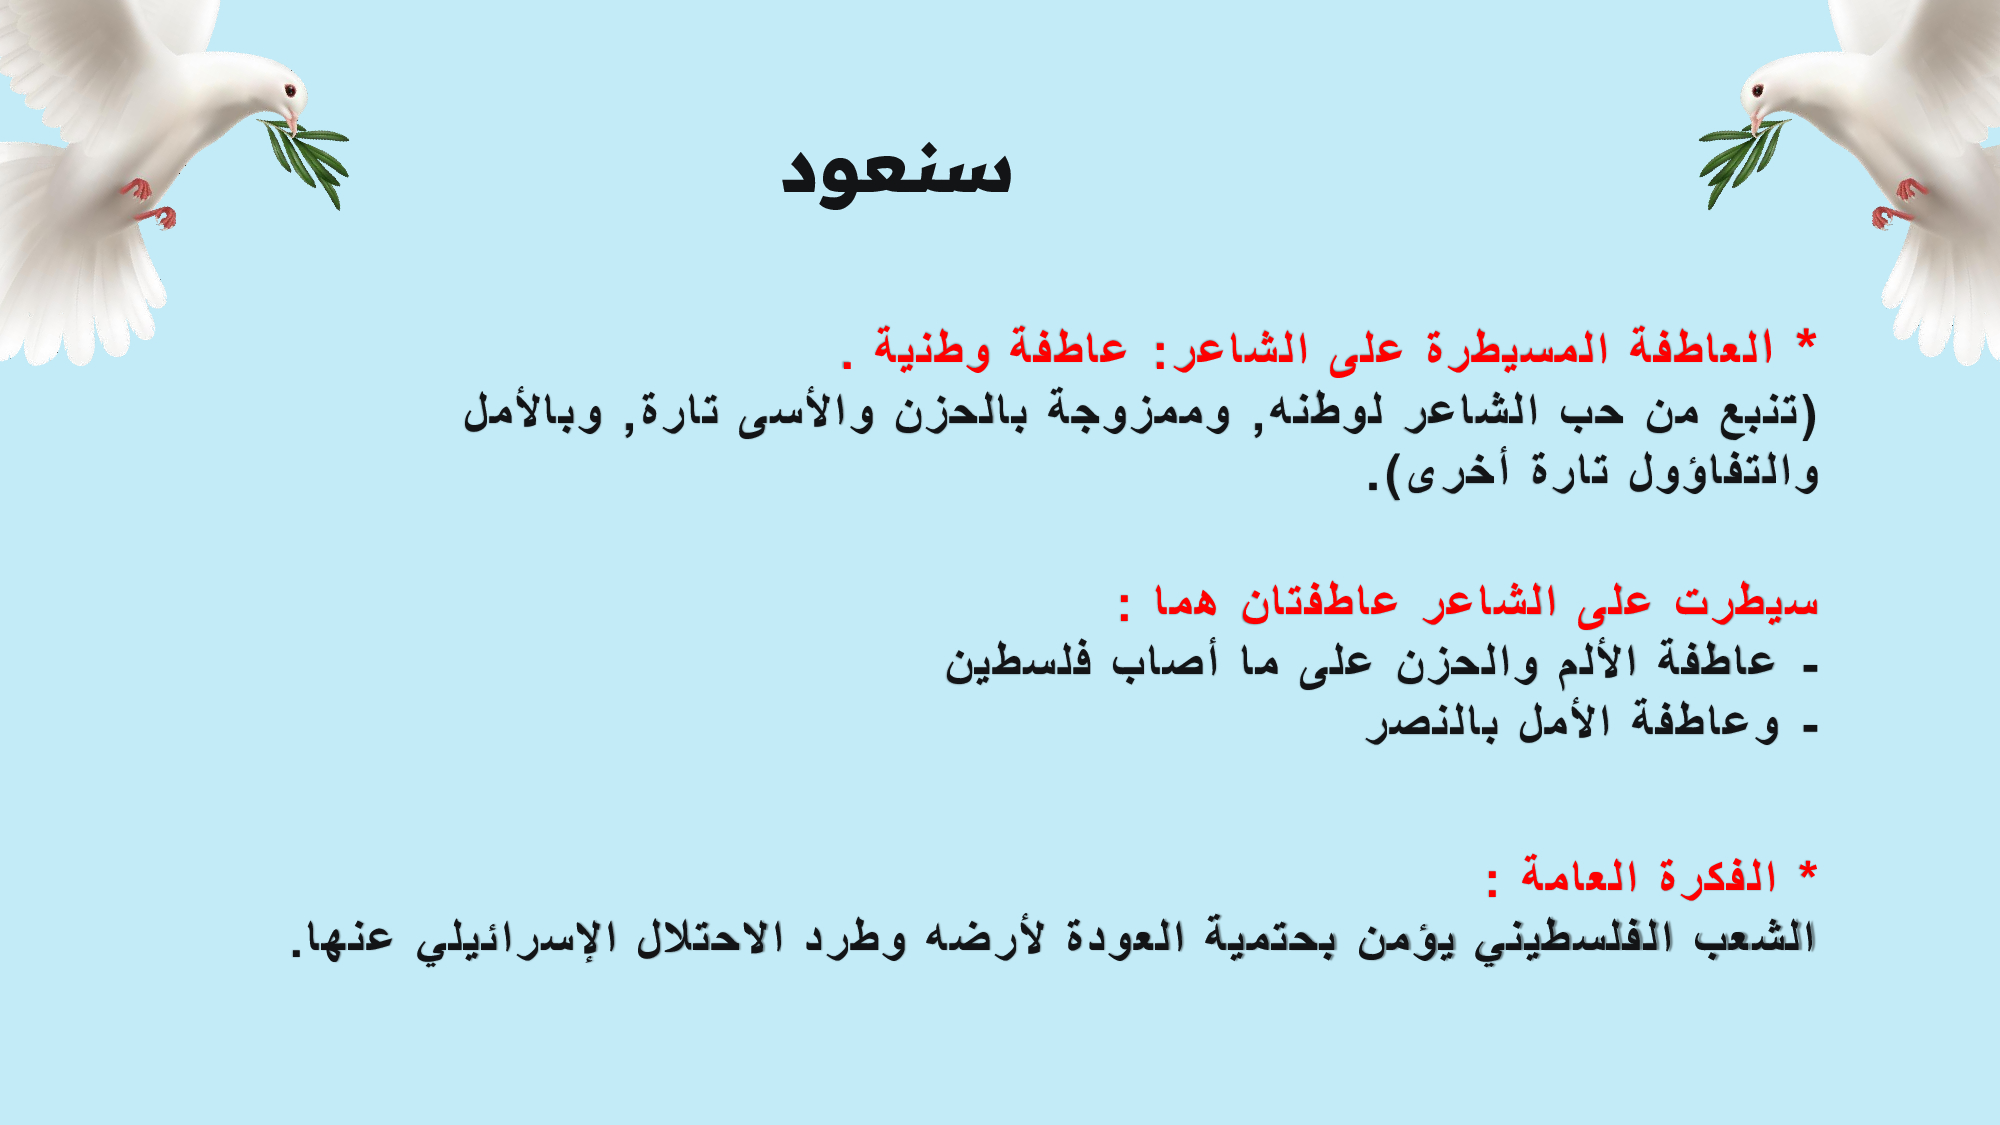 سنعود
* العاطفة المسيطرة على الشاعر: عاطفة وطنية .
(تنبع من حب الشاعر لوطنه, وممزوجة بالحزن والأسى تارة, وبالأمل
والتفاؤول تارة أخرى).
سيطرت على الشاعر عاطفتان هما :
- عاطفة الألم والحزن على ما أصاب فلسطين
- وعاطفة الأمل بالنصر
* الفكرة العامة :
الشعب الفلسطيني يؤمن بحتمية العودة لأرضه وطرد الاحتلال الإسرائيلي عنها.